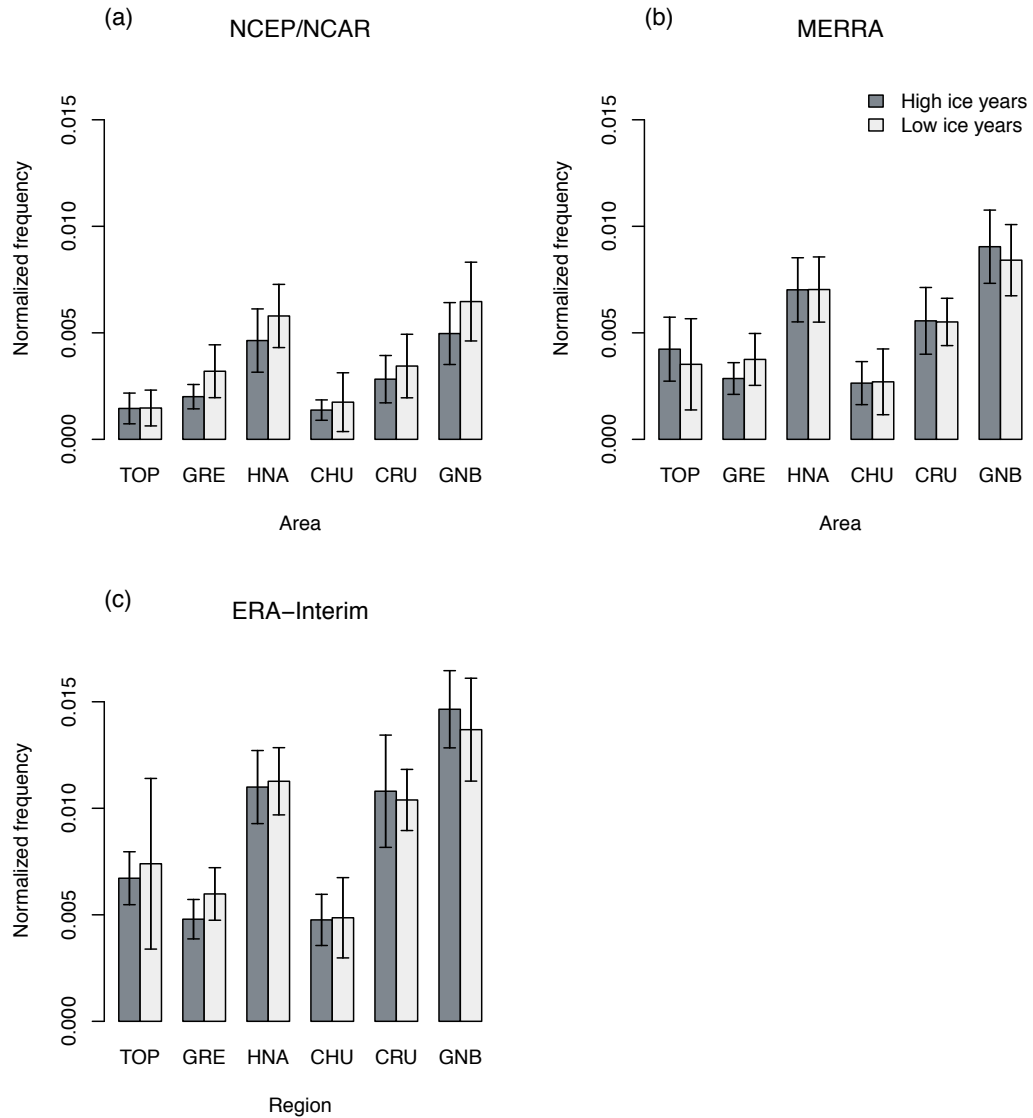 (a)
NCEP/NCAR
Normalized frequency
0.015
0.010
0.005
0.000
TOP GRE HNA CHU CRU GNB
Area
(b)
MERRA
High ice years
Low ice years
Normalized frequency
0.015
0.010
0.005
0.000
TOP GRE HNA CHU CRU GNB
Area
(c)
ERA−Interim
Normalized frequency
0.015
0.010
0.005
0.000
TOP GRE HNA CHU CRU GNB
Region